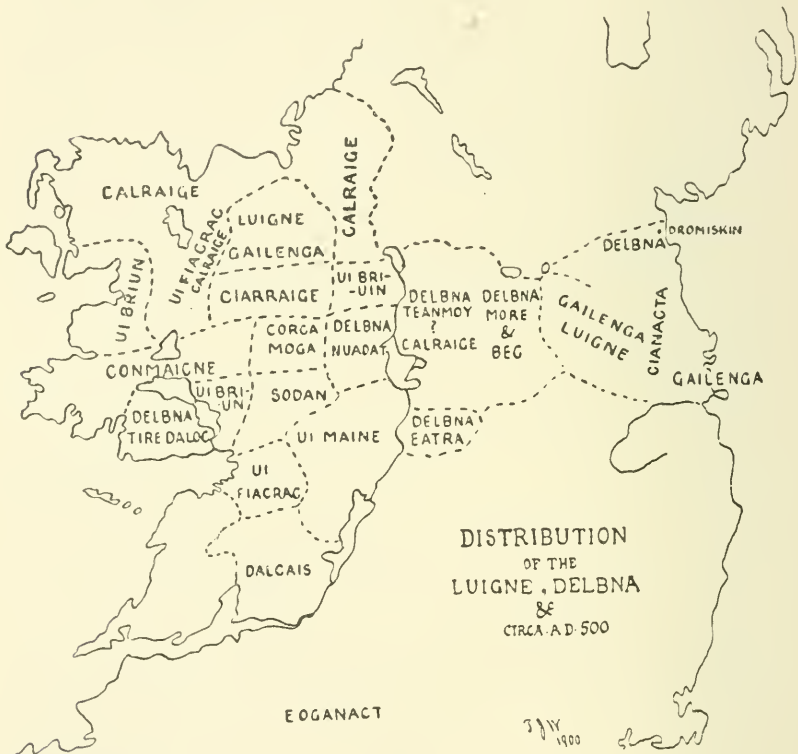 CALRAIGE
CALRAIGE
LUIGNE
GAILENGA
UI FIACRAC
CALRAIGE
UI BRIUN
CIARRAIGE
UI BRI-
UIN
DELBNA
DROMISKIN
DELBNA
TEANMOY
?
CALRAIGE
DELBNA
MORE
&
BEG
GAILENGA
LUIGNE
CIANACTA
GAILENGA
CORCA
MOGA
DELBNA
NUADAT
CONMAIGNE
UI BRI-
UN
SODAN
DELBNA
TIRE DALOC
UI MAINE
DELBNA
EATRA
UI
FIACRAC
DALCAIS
DISTRIBUTION
OF THE
LUIGNE, DELBNA
&c
CIRCA. A.D. 500
EOGANACT
1900